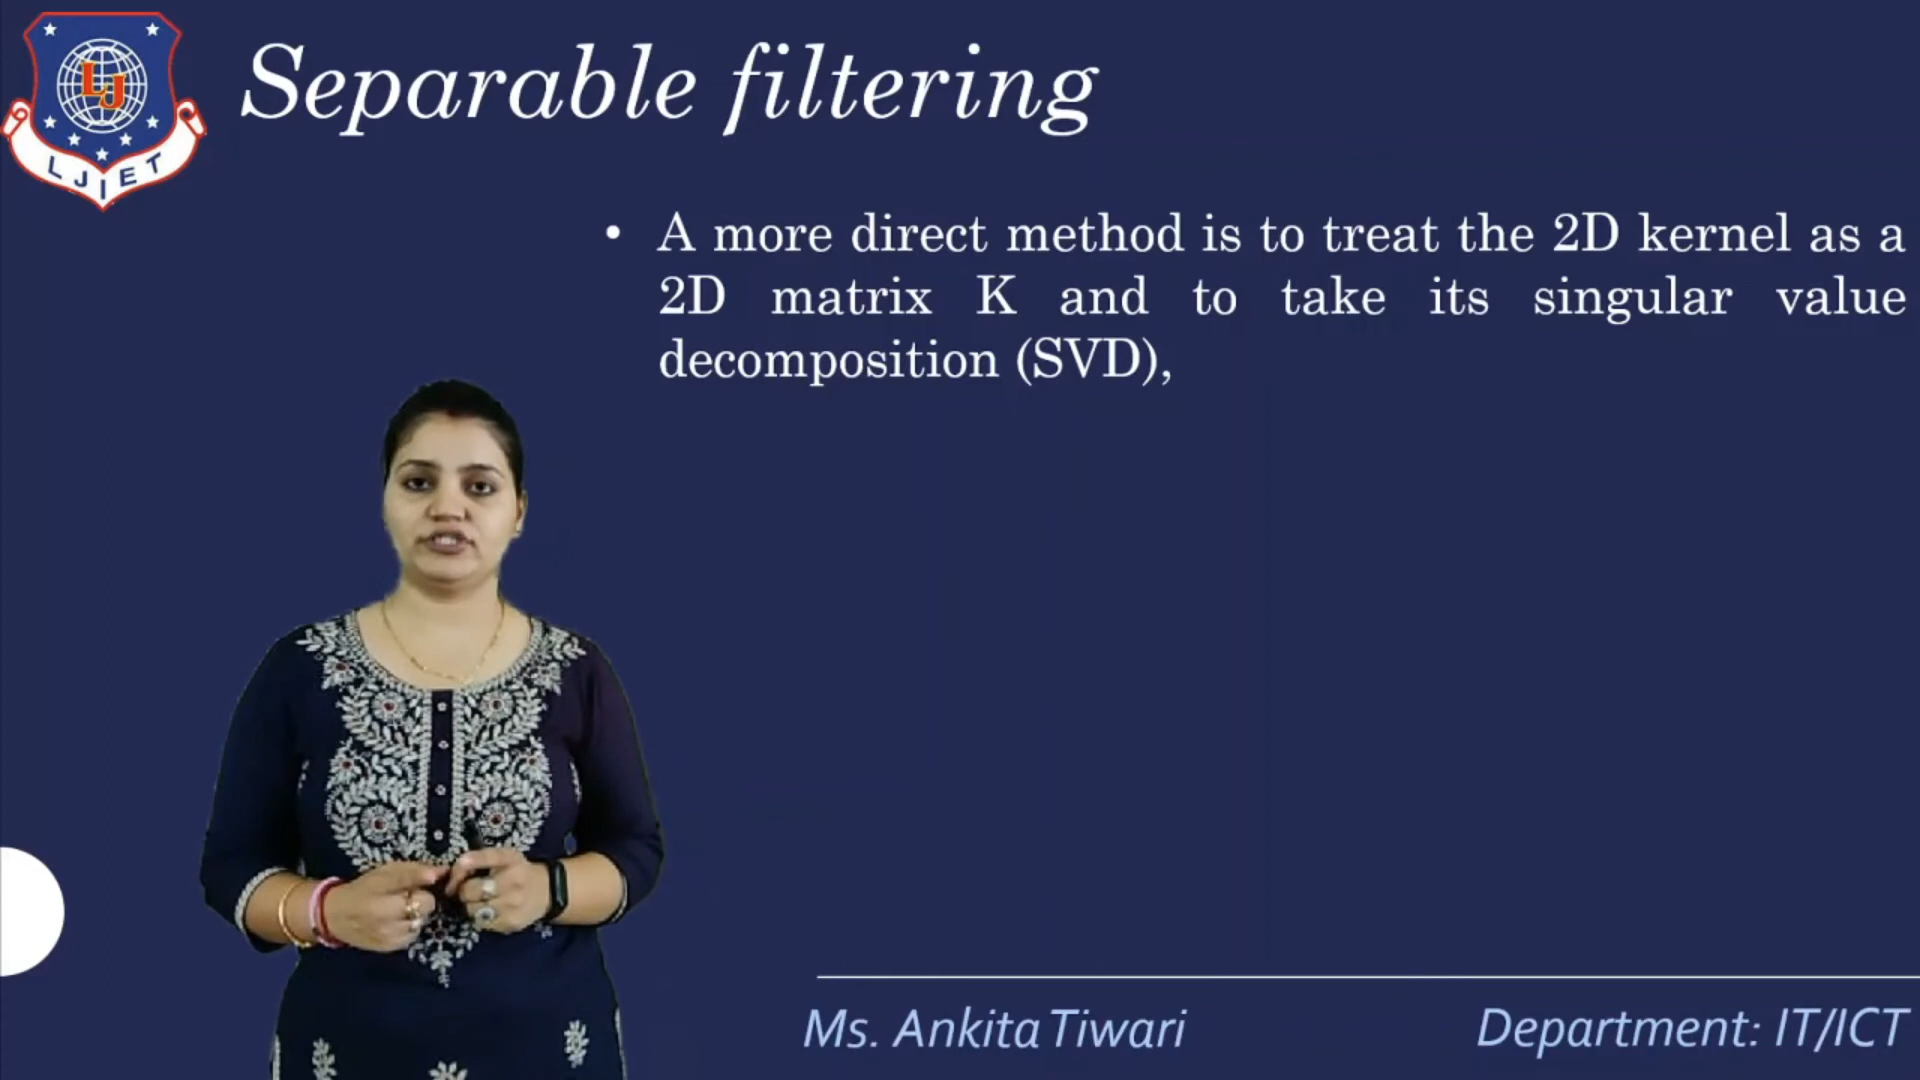 LJ
LJIET
Separable filtering
• A more direct method is to treat the 2D kernel as a
2D matrix K and to take its singular value
decomposition (SVD),
Ms. Ankita Tiwari
Department: IT/ICT